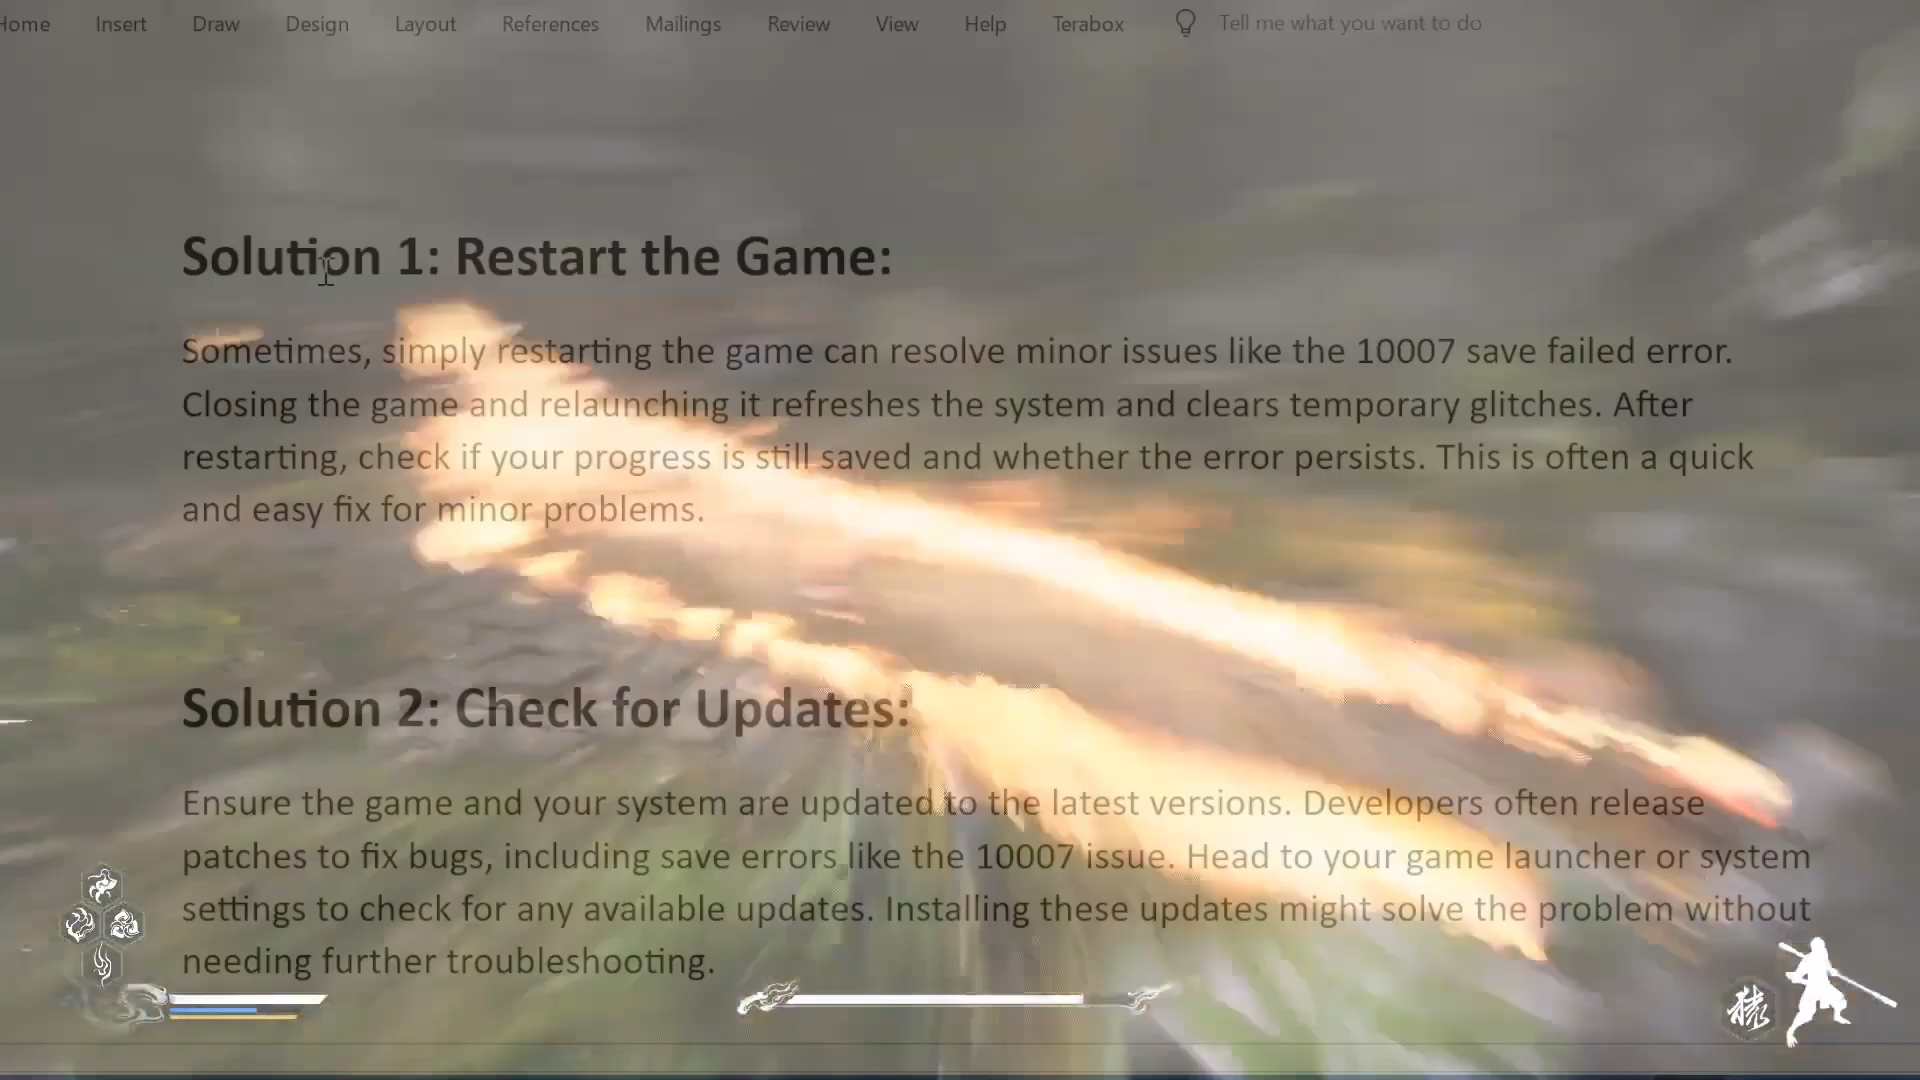 Home Insert Draw Design Layout References Mailings Review View Help Terabox Tell me what you want to do
Solution 1: Restart the Game:
Sometimes, simply restarting the game can resolve minor issues like the 10007 save failed error.
Closing the game and relaunching it refreshes the system and clears temporary glitches. After
restarting, check if your progress is still saved and whether the error persists. This is often a quick
and easy fix for minor problems.
Solution 2: Check for Updates:
Ensure the game and your system are updated to the latest versions. Developers often release
patches to fix bugs, including save errors like the 10007 issue. Head to your game launcher or system
settings to check for any available updates. Installing these updates might solve the problem without
needing further troubleshooting.